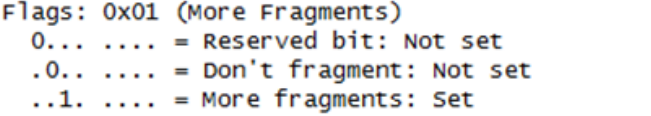 Flags: 0x01 (More Fragments)
0... .... = Reserved bit: Not set
.0.. .... = Don't fragment: Not set
..1. .... = More fragments: Set